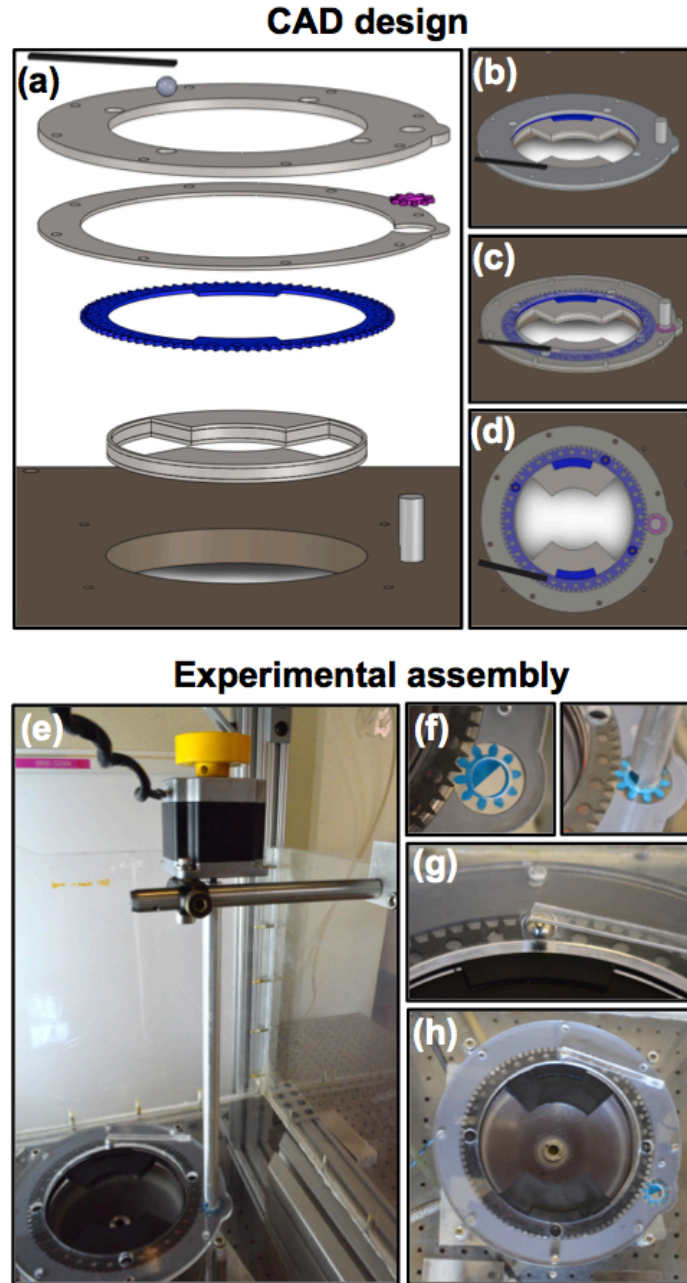 CAD design
(a)
(b)
(c)
(d)
Experimental assembly
(e)
(f)
(g)
(h)